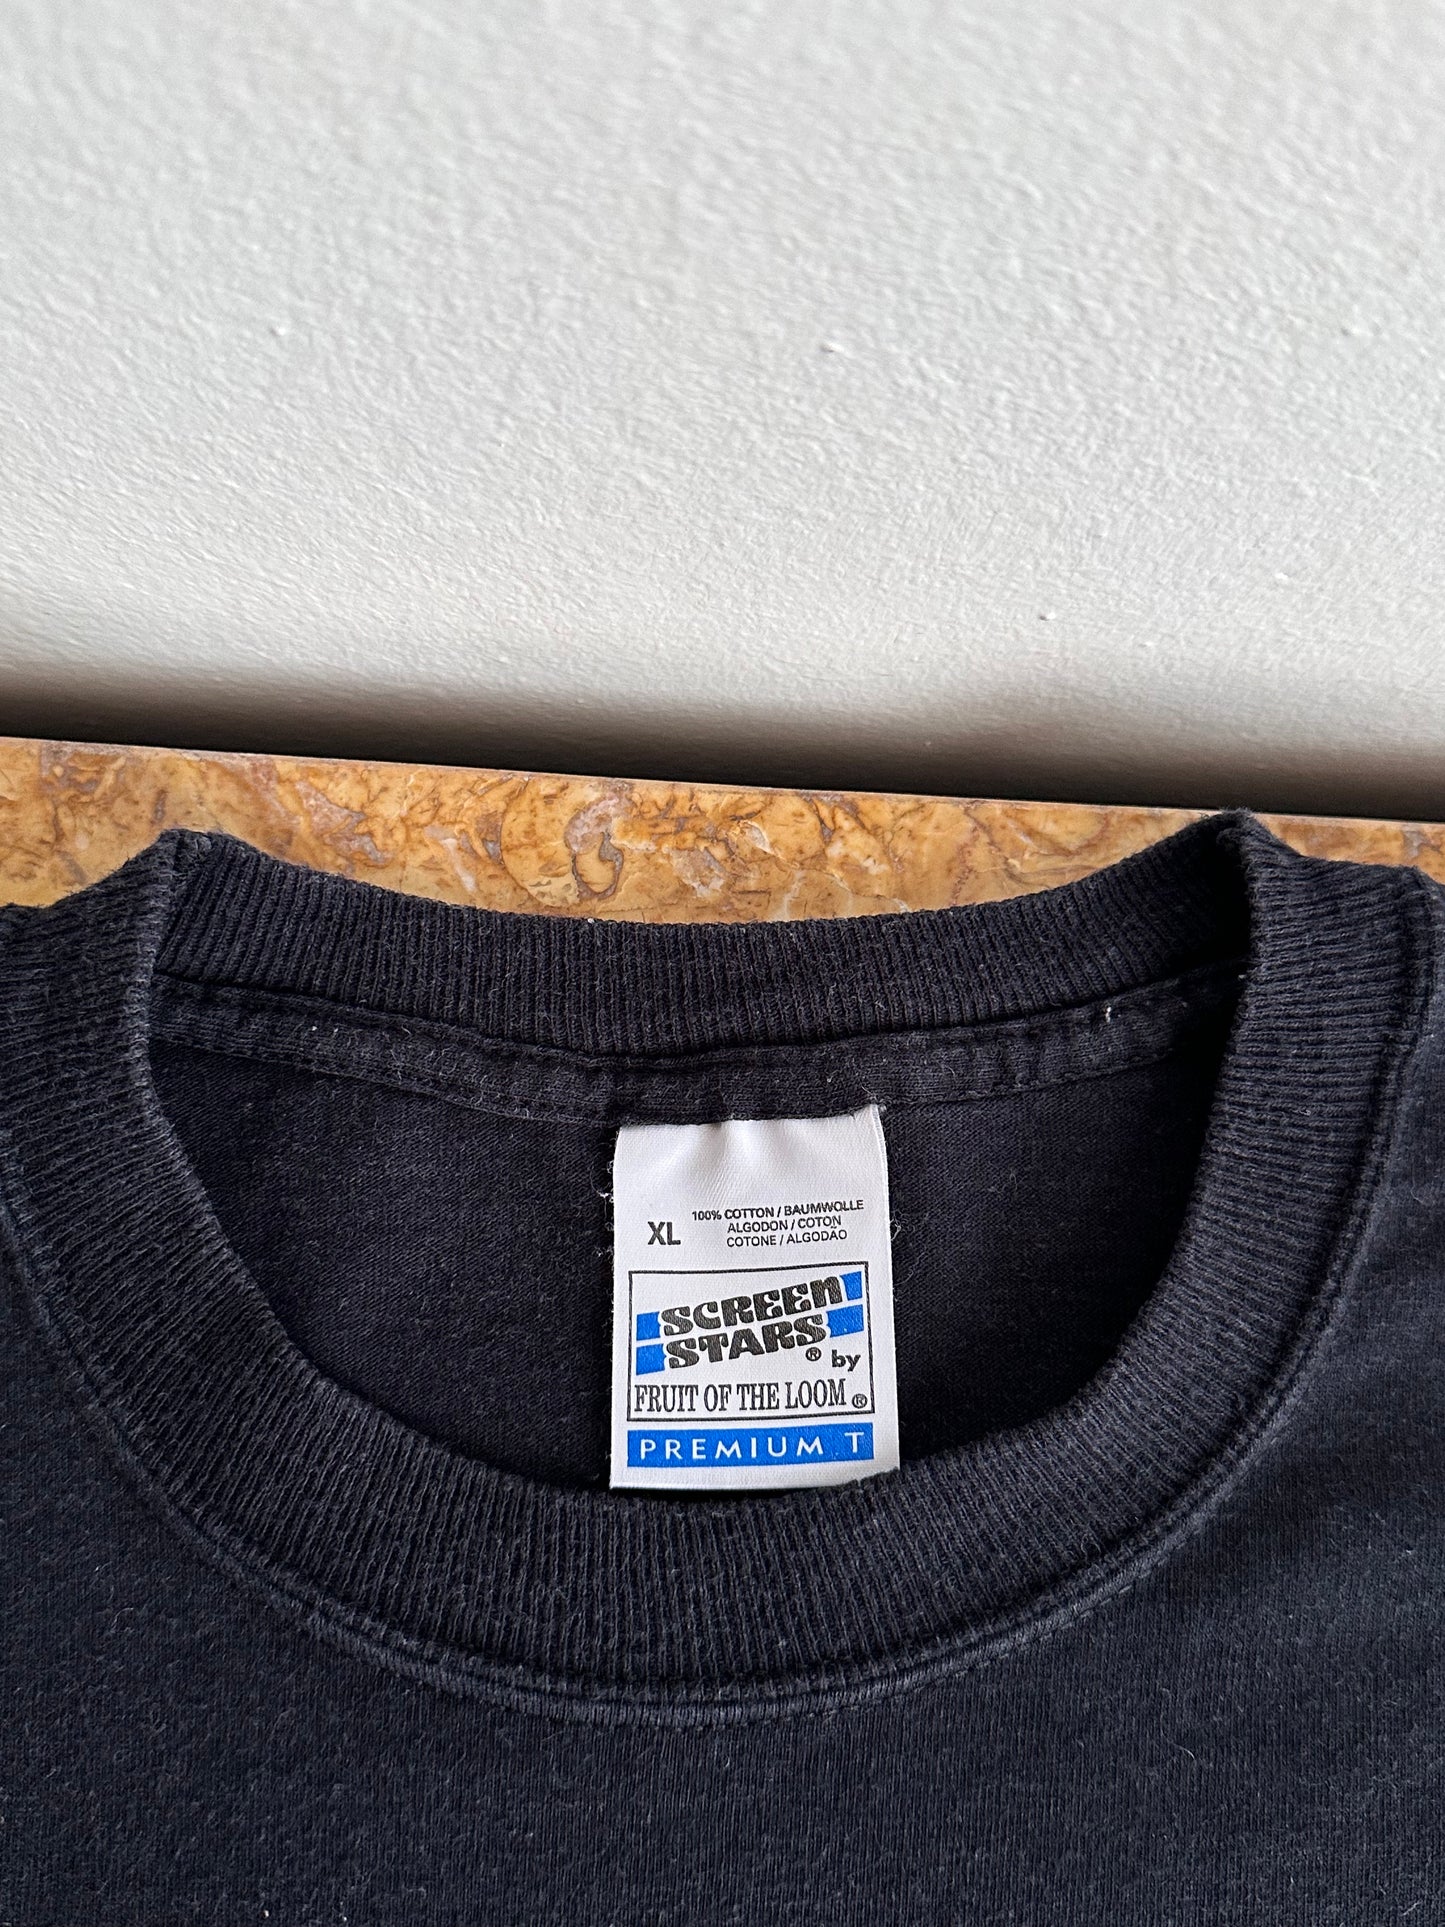 XL
100% COTTON / BAUMWOLLE
ALGODON / COTON
COTONE / ALGODÃO
SCREEN
STARS ® by
FRUIT OF THE LOOM ®
PREMIUM T